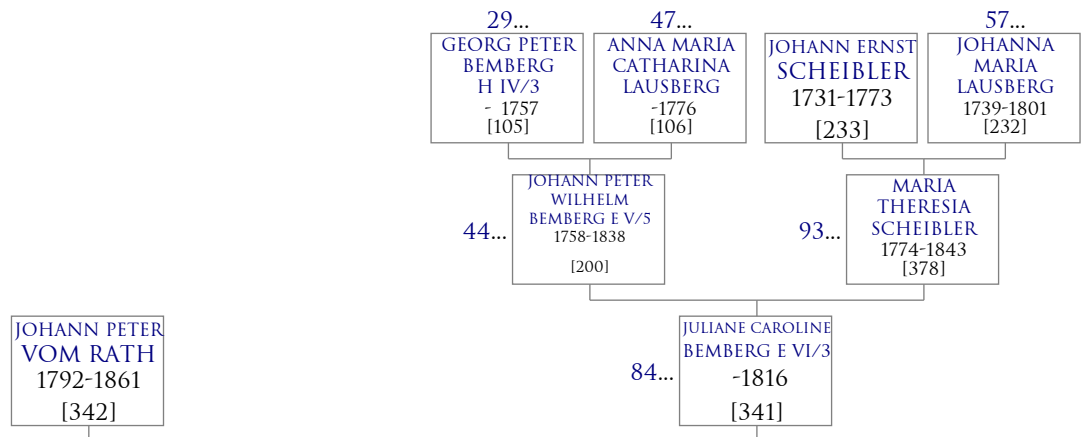 29...
GEORG PETER
BEMBERG
H IV/3
- 1757
[105]
47...
ANNA MARIA
CATHARINA
LAUSBERG
-1776
[106]
JOHANN ERNST
SCHEIBLER
1731-1773
[233]
57...
JOHANNA
MARIA
LAUSBERG
1739-1801
[232]
44...
JOHANN PETER
WILHELM
BEMBERG E V/5
1758-1838
[200]
93...
MARIA
THERESIA
SCHEIBLER
1774-1843
[378]
JOHANN PETER
VOM RATH
1792-1861
[342]
84...
JULIANE CAROLINE
BEMBERG E VI/3
-1816
[341]